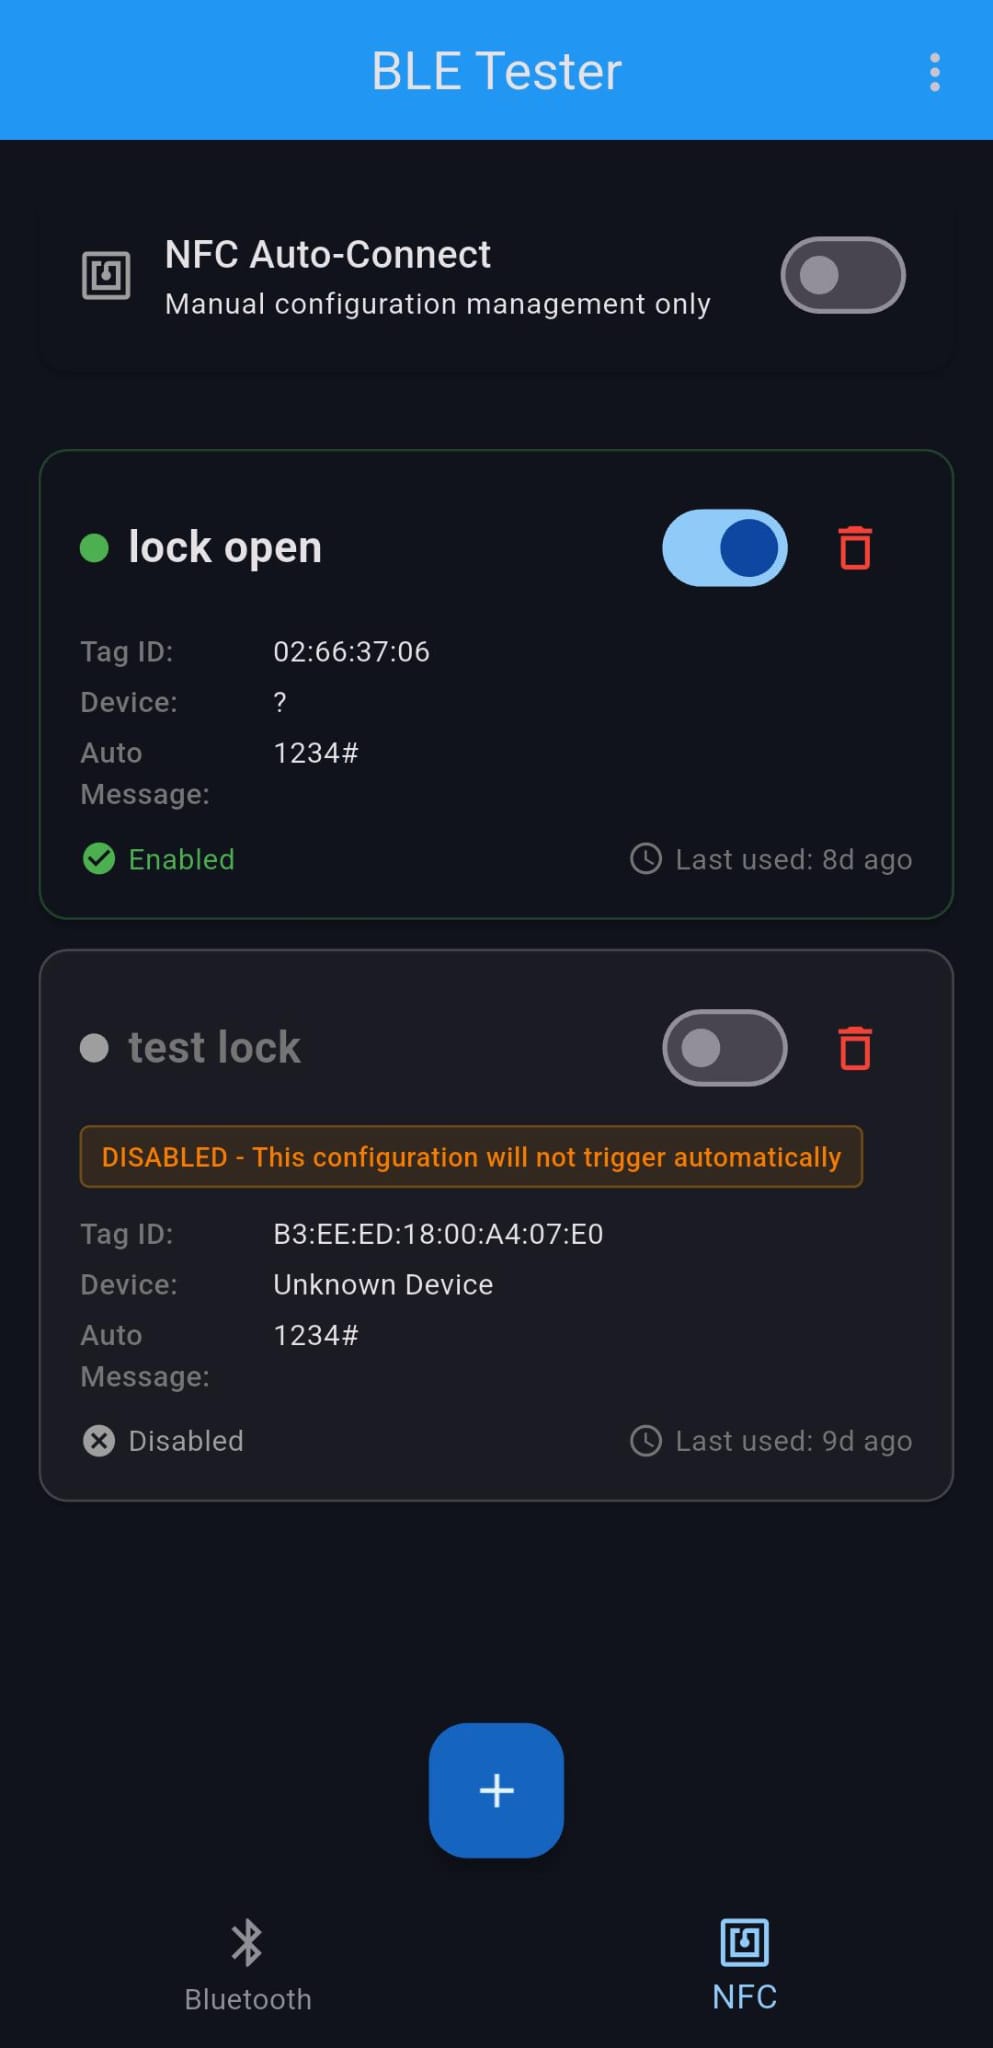 BLE Tester
NFC Auto-Connect
Manual configuration management only
lock open
Tag ID: 02:66:37:06
Device: ?
Auto 1234#
Message:
Enabled Last used: 8d ago
test lock
DISABLED - This configuration will not trigger automatically
Tag ID: B3:EE:ED:18:00:A4:07:E0
Device: Unknown Device
Auto 1234#
Message:
Disabled Last used: 9d ago
+
Bluetooth NFC